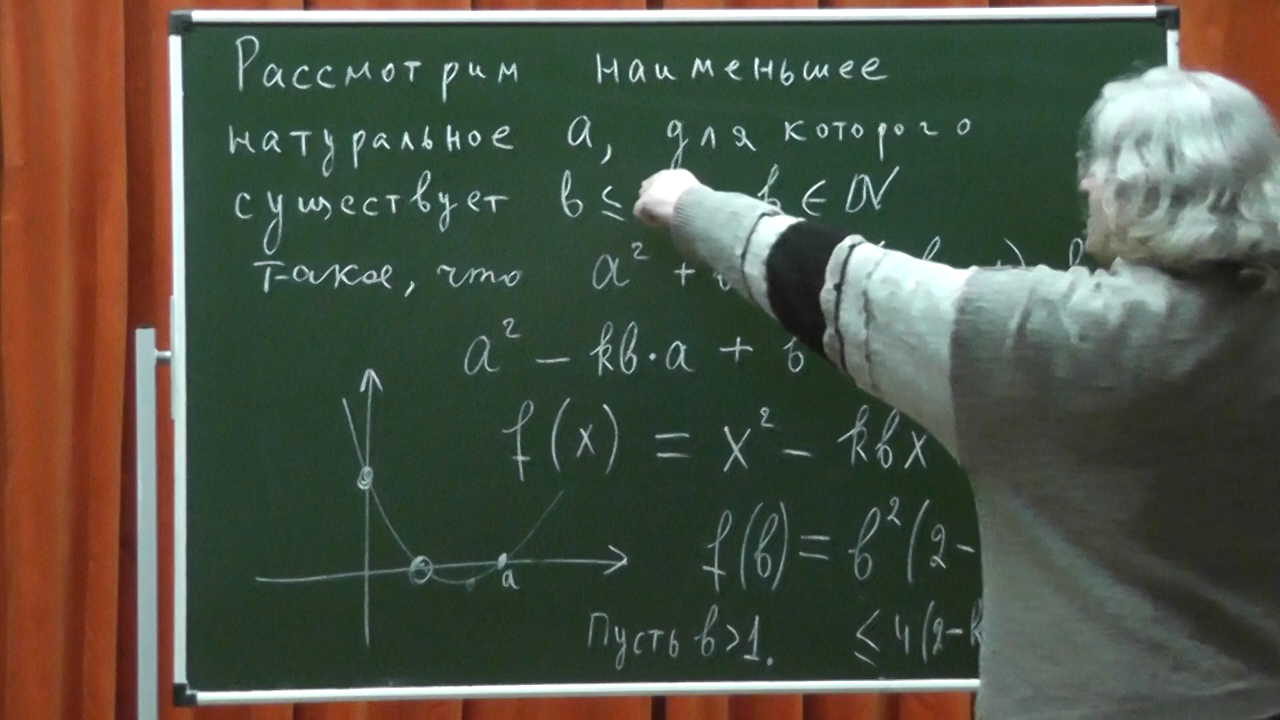 Рассмотрим наименьшее
натуральное a, для которого
существует b ≤ b ∈ ℕ
такое, что a² +
a² − kb·a + b
f(x) = x² − kbx
f(b) = b²(2−
a
Пусть b>1. ≤ 4(2−k